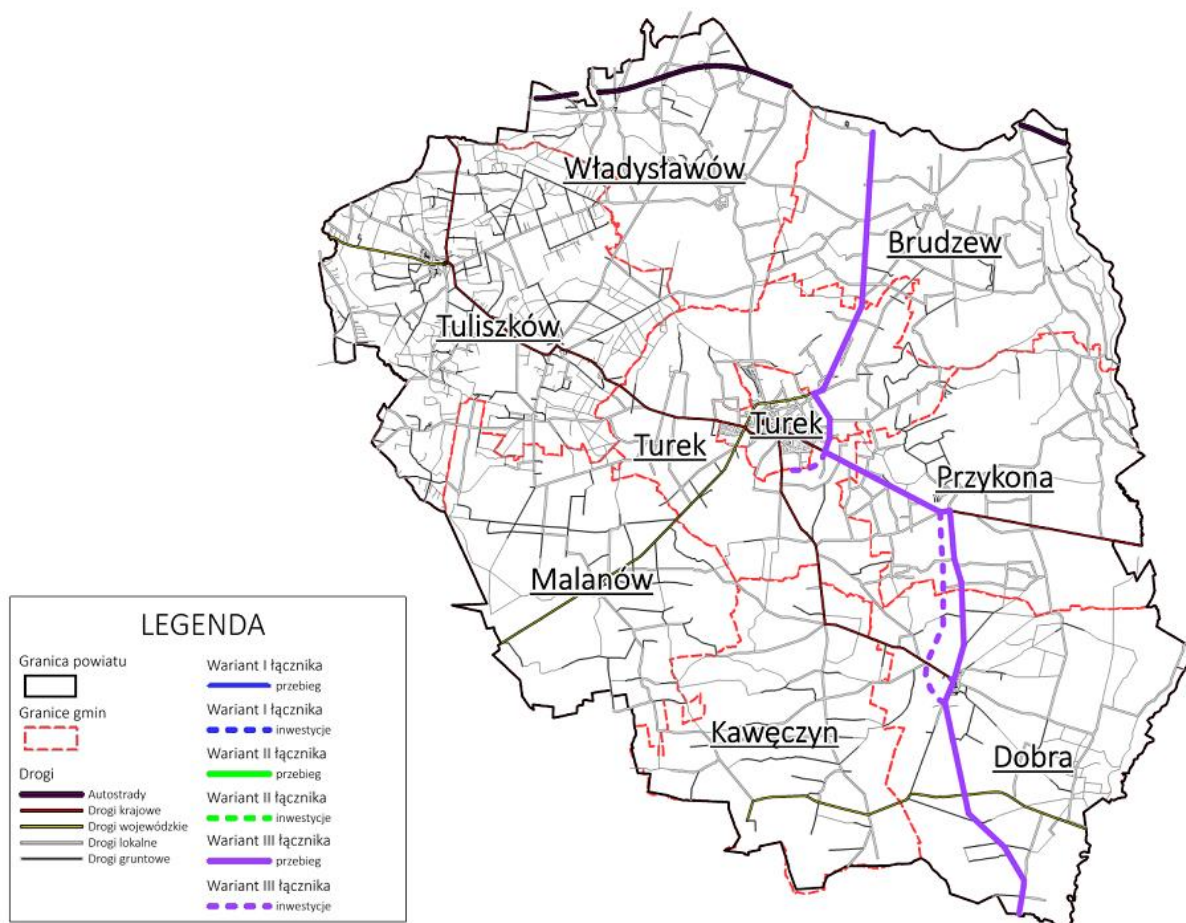 Władysławów
Brudzew
Tuliszków
Turek
Turek
Przykona
Malanów
Kawęczyn
Dobra
LEGENDA
Granica powiatu
Granice gmin
Drogi
Autostrady
Drogi krajowe
Drogi wojewódzkie
Drogi lokalne
Drogi gruntowe
Wariant I łącznika
przebieg
Wariant I łącznika
inwestycje
Wariant II łącznika
przebieg
Wariant II łącznika
inwestycje
Wariant III łącznika
przebieg
Wariant III łącznika
inwestycje